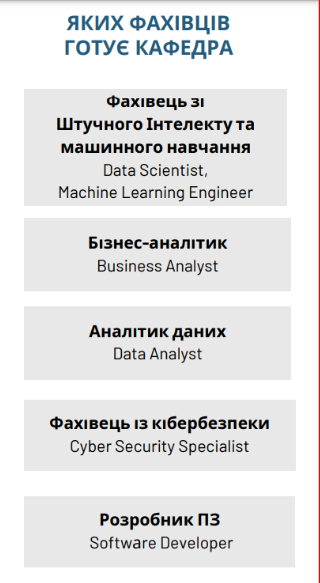 ЯКИХ ФАХІВЦІВ
ГОТУЄ КАФЕДРА
Фахівець зі
Штучного Інтелекту та
машинного навчання
Data Scientist,
Machine Learning Engineer
Бізнес-аналітик
Business Analyst
Аналітик даних
Data Analyst
Фахівець із кібербезпеки
Cyber Security Specialist
Розробник ПЗ
Software Developer